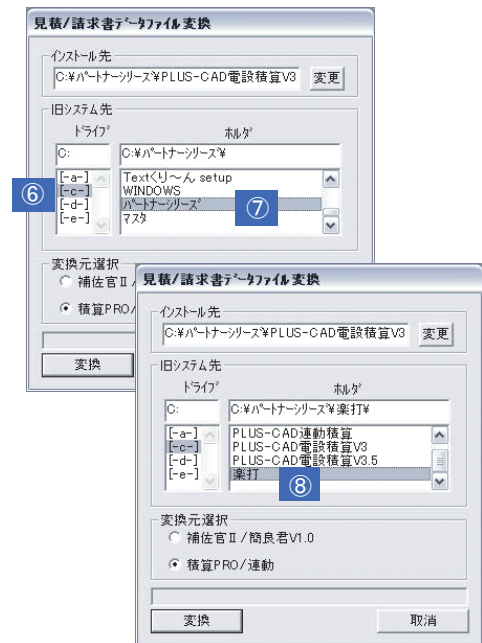 見積/請求書ﾃﾞｰﾀﾌｧｲﾙ変換
ｲﾝｽﾄｰﾙ先
C:¥ﾊﾟｰﾄﾅｰｼﾘｰｽﾞ¥PLUS-CAD電設積算V3 変更
旧ｼｽﾃﾑ先
ﾄﾞﾗｲﾌﾞ ﾎﾙﾀﾞ
C: C:¥ﾊﾟｰﾄﾅｰｼﾘｰｽﾞ¥
[-a-] Textくり～ん setup
⑥ [-c-] WINDOWS
[-d-] ﾊﾟｰﾄﾅｰｼﾘｰｽﾞ ⑦
[-e-] マスタ
変換元選択
補佐官Ⅱ/
積算PRO/
変換
見積/請求書ﾃﾞｰﾀﾌｧｲﾙ変換
ｲﾝｽﾄｰﾙ先
C:¥ﾊﾟｰﾄﾅｰｼﾘｰｽﾞ¥PLUS-CAD電設積算V3 変更
旧ｼｽﾃﾑ先
ﾄﾞﾗｲﾌﾞ ﾎﾙﾀﾞ
C: C:¥ﾊﾟｰﾄﾅｰｼﾘｰｽﾞ¥楽打¥
[-a-] PLUS-CAD連動積算
[-c-] PLUS-CAD電設積算V3
[-d-] PLUS-CAD電設積算V3.5
[-e-] 楽打 ⑧
変換元選択
補佐官Ⅱ/簡良君V1.0
積算PRO/連動
変換 取消